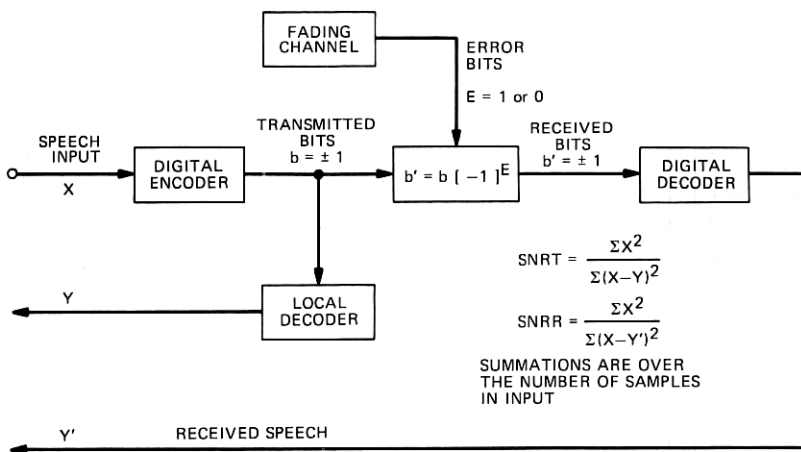 FADING
CHANNEL
ERROR
BITS
E = 1 or 0
SPEECH
INPUT
X
DIGITAL
ENCODER
TRANSMITTED
BITS
b = ± 1
b' = b [ −1 ]^E
RECEIVED
BITS
b' = ± 1
DIGITAL
DECODER
Y
LOCAL
DECODER
SNRT = ΣX² / Σ(X−Y)²
SNRR = ΣX² / Σ(X−Y')²
SUMMATIONS ARE OVER
THE NUMBER OF SAMPLES
IN INPUT
Y' RECEIVED SPEECH